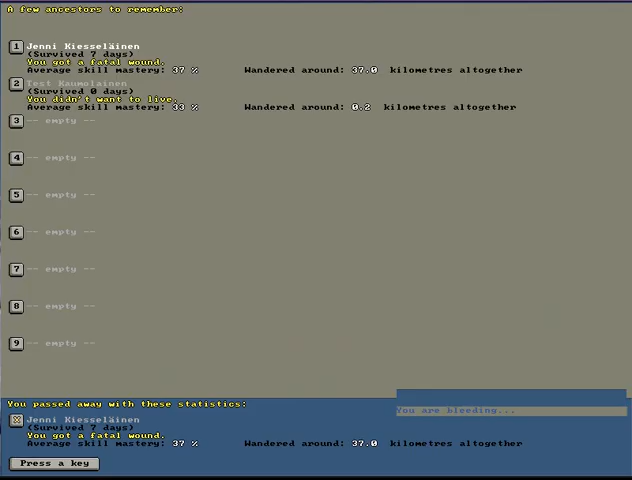 A few ancestors to remember:
1 Jenni Kiesseläinen
(Survived 7 days)
You got a fatal wound.
Average skill mastery: 37 % Wandered around: 37.0 kilometres altogether
2 Test Kaumolainen
(Survived 0 days)
You didn't want to live.
Average skill mastery: 33 % Wandered around: 0.2 kilometres altogether
3 -- empty --
4 -- empty --
5 -- empty --
6 -- empty --
7 -- empty --
8 -- empty --
9 -- empty --
You passed away with these statistics:
You are bleeding...
X Jenni Kiesseläinen
(Survived 7 days)
You got a fatal wound.
Average skill mastery: 37 % Wandered around: 37.0 kilometres altogether
Press a key